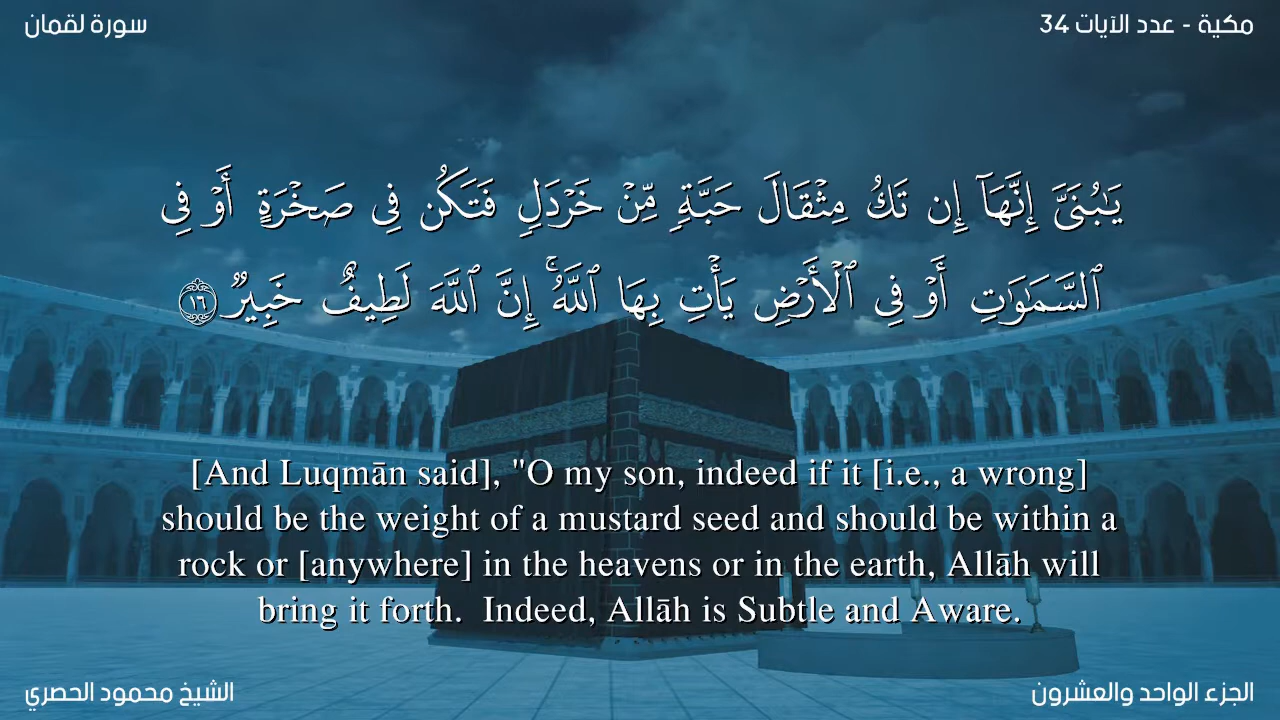 مكية - عدد الآيات 34
سورة لقمان
يَـٰبُنَىَّ إِنَّهَآ إِن تَكُ مِثْقَالَ حَبَّةٍ مِّنْ خَرْدَلٍ فَتَكُن فِى صَخْرَةٍ أَوْ فِى
ٱلسَّمَـٰوَٰتِ أَوْ فِى ٱلْأَرْضِ يَأْتِ بِهَا ٱللَّهُ ۚ إِنَّ ٱللَّهَ لَطِيفٌ خَبِيرٌ ١٦
[And Luqmān said], "O my son, indeed if it [i.e., a wrong]
should be the weight of a mustard seed and should be within a
rock or [anywhere] in the heavens or in the earth, Allāh will
bring it forth.  Indeed, Allāh is Subtle and Aware.
الجزء الواحد والعشرون
الشيخ محمود الحصري